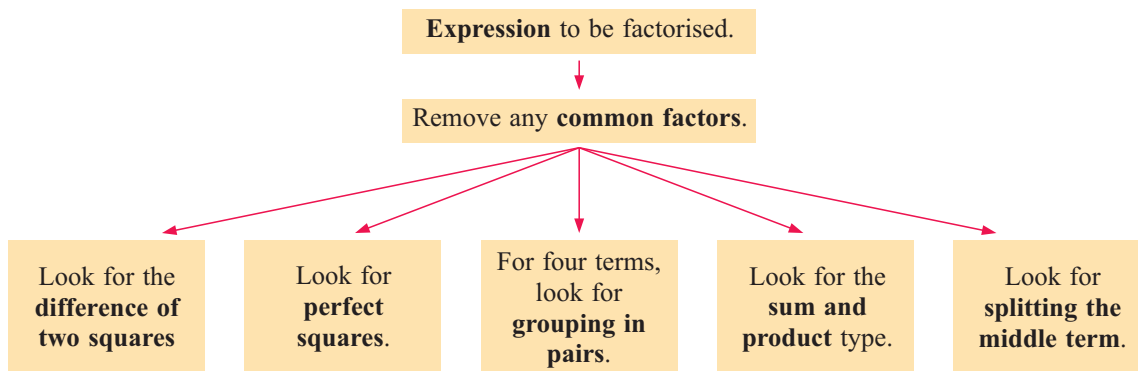 Expression to be factorised.
Remove any common factors.
Look for the
difference of
two squares
Look for
perfect
squares.
For four terms,
look for
grouping in
pairs.
Look for the
sum and
product type.
Look for
splitting the
middle term.